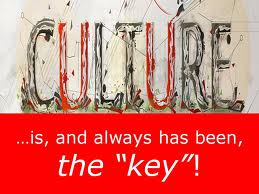 CULTURE
…is, and always has been,
the “key”!